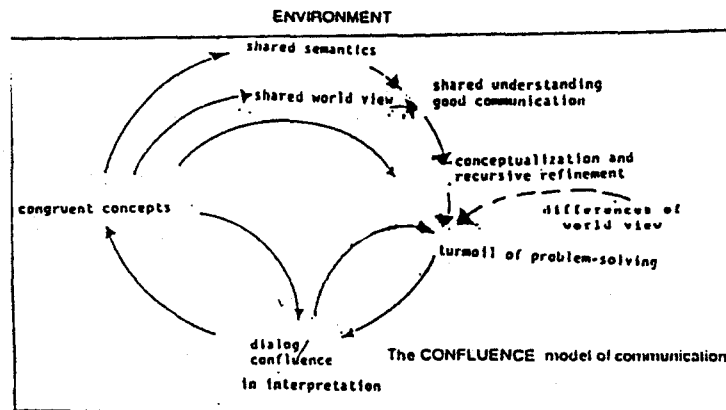 ENVIRONMENT
shared semantics
shared world view
shared understanding
good communication
conceptualization and
recursive refinement
congruent concepts
differences of
world view
turmoil of problem-solving
dialog
confluence
in interpretation
The CONFLUENCE model of communication